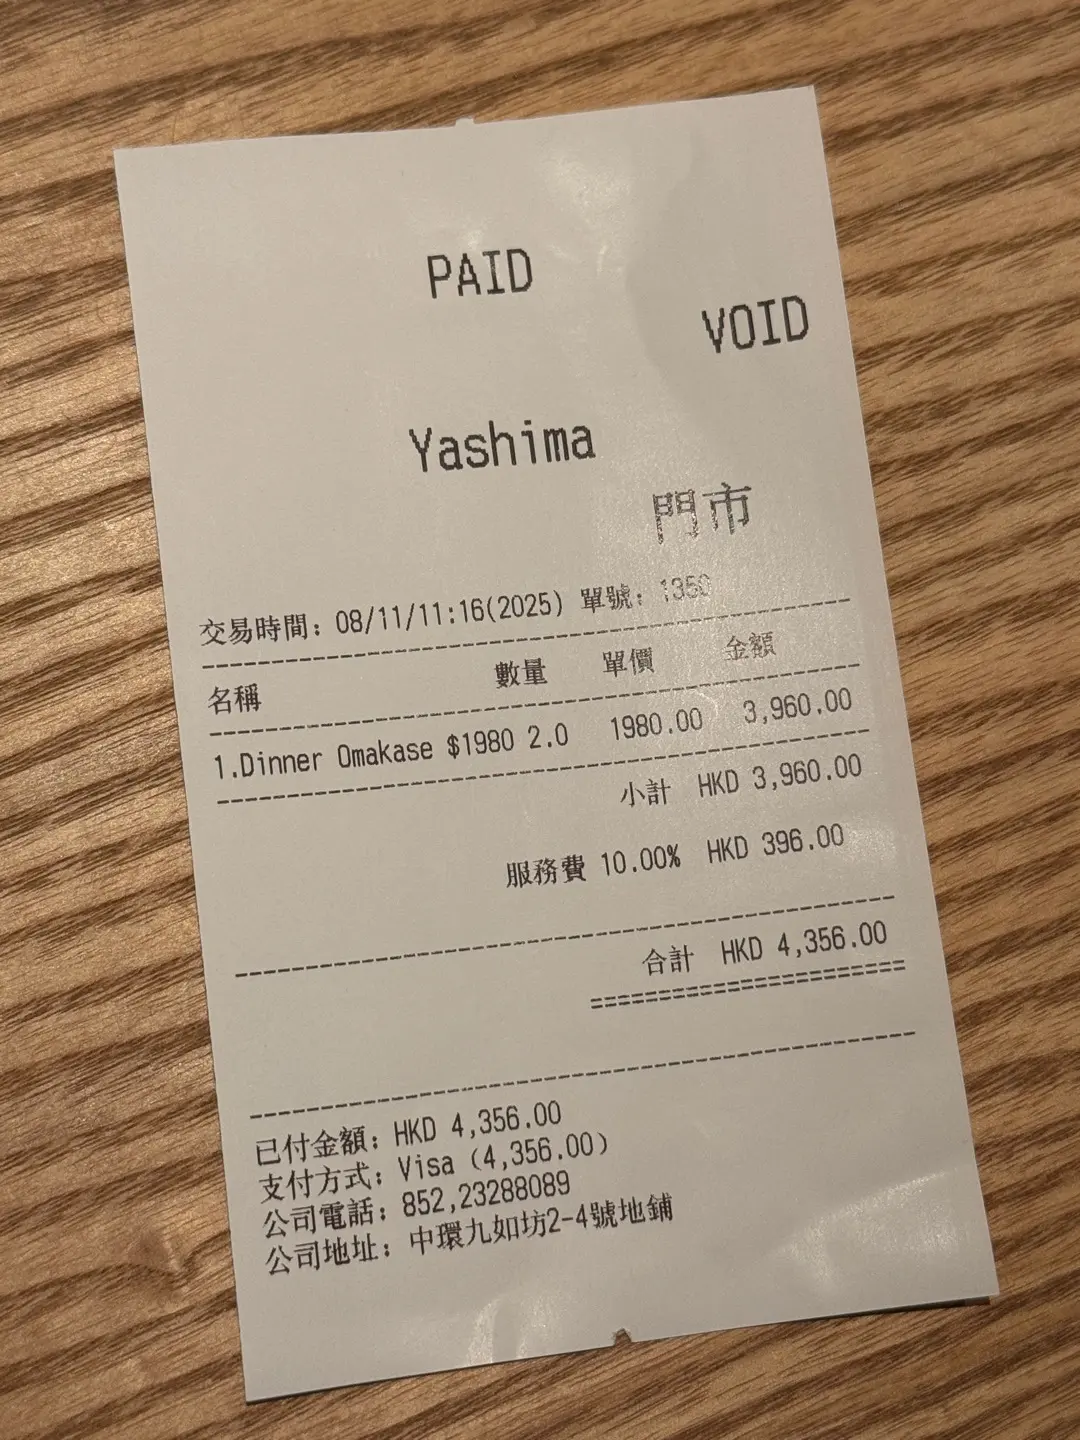 PAID
VOID
Yashima
門市
交易時間: 08/11/11:16(2025) 單號: 1350
名稱 數量 單價 金額
1.Dinner Omakase $1980 2.0 1980.00 3,960.00
小計 HKD 3,960.00
服務費 10.00% HKD 396.00
合計 HKD 4,356.00
已付金額: HKD 4,356.00
支付方式: Visa (4,356.00)
公司電話: 852,23288089
公司地址: 中環九如坊2-4號地鋪